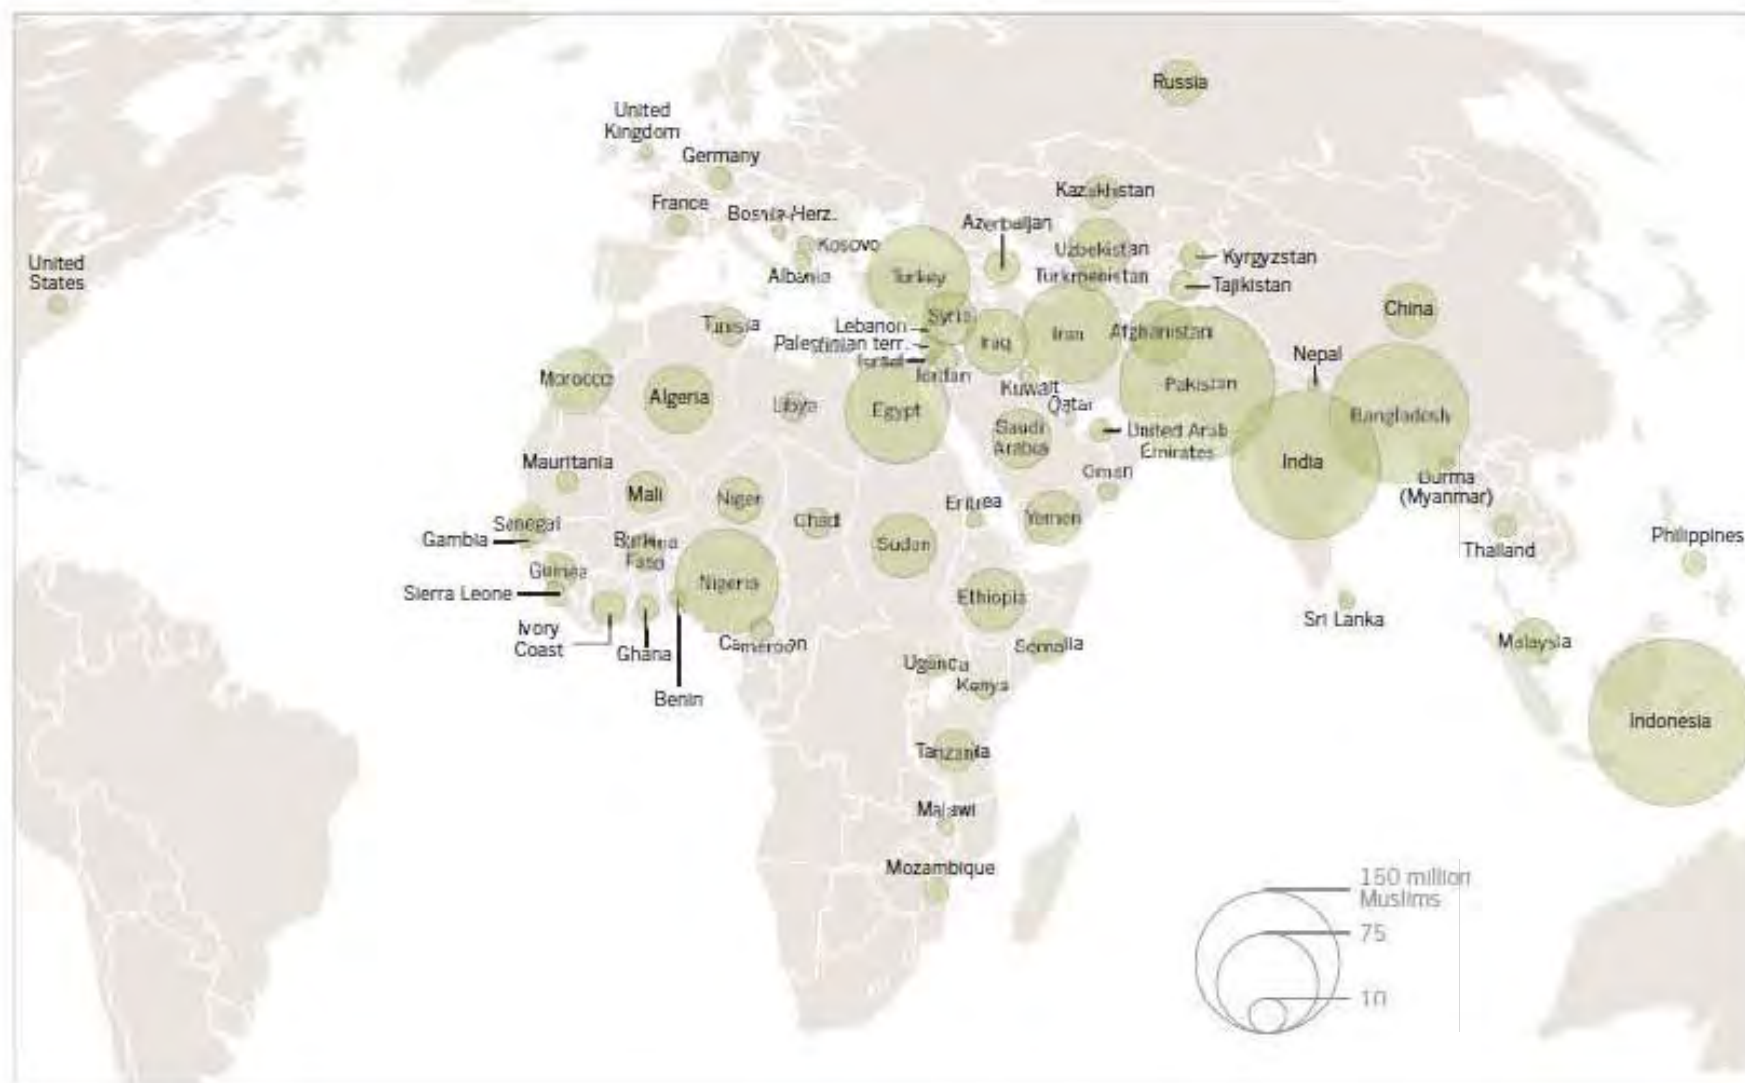 Russia
United
Kingdom
Germany
Kazakhstan
France
Bosnia-Herz.
Azerbaijan
Kosovo
Uzbekistan
Kyrgyzstan
United
States
Albania
Turkey
Turkmenistan
Tajikistan
China
Tunisia
Syria
Lebanon
Palestinian terr.
Israel
Iraq
Iran
Afghanistan
Nepal
Jordan
Morocco
Algeria
Kuwait
Pakistan
Libya
Egypt
Qatar
Bangladesh
Saudi
Arabia
United Arab
Emirates
Mauritania
Oman
India
Burma
(Myanmar)
Mali
Niger
Eritrea
Senegal
Chad
Yemen
Gambia
Burkina
Faso
Sudan
Thailand
Philippines
Guinea
Nigeria
Sierra Leone
Ethiopia
Sri Lanka
Ivory
Coast
Ghana
Cameroon
Somalia
Malaysia
Uganda
Kenya
Benin
Indonesia
Tanzania
Malawi
Mozambique
150 million
Muslims
75
10